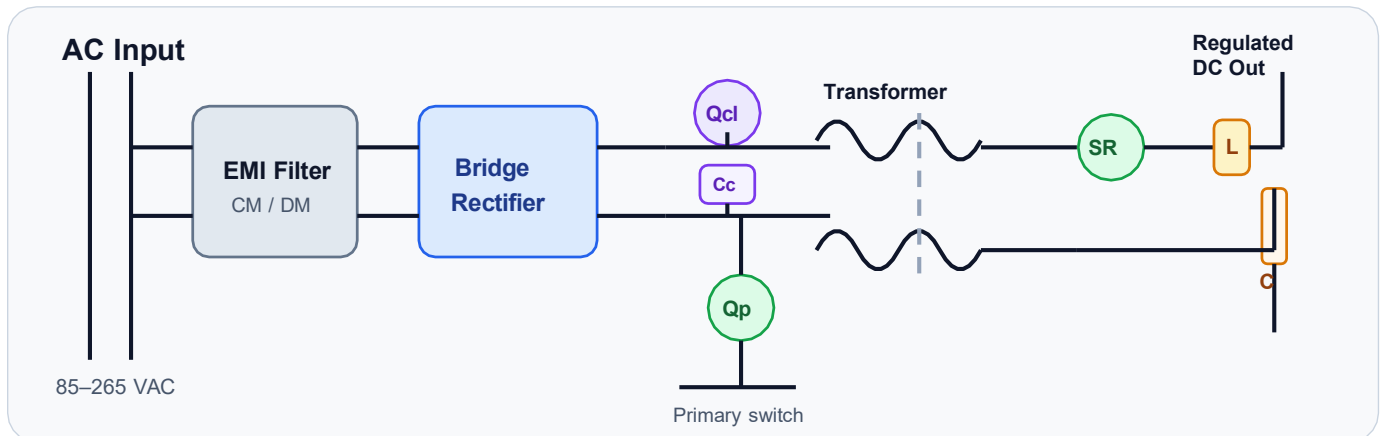 AC Input
Regulated
DC Out
Transformer
Qcl
EMI Filter
CM / DM
Bridge
Rectifier
Cc
SR
L
C
Qp
85–265 VAC
Primary switch